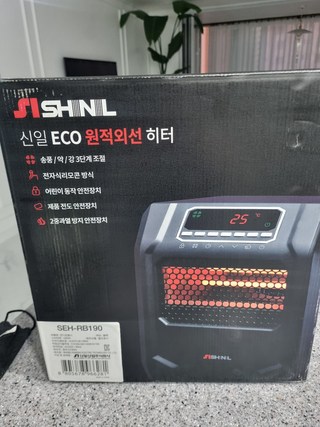 SHINIL
신일 ECO 원적외선 히터
송풍 / 약 / 강 3단계 조절
전자식리모콘 방식
어린이 동작 안전장치
제품 전도 안전장치
2중과열 방지 안전장치
25 ℃
SHINIL
SEH-RB190